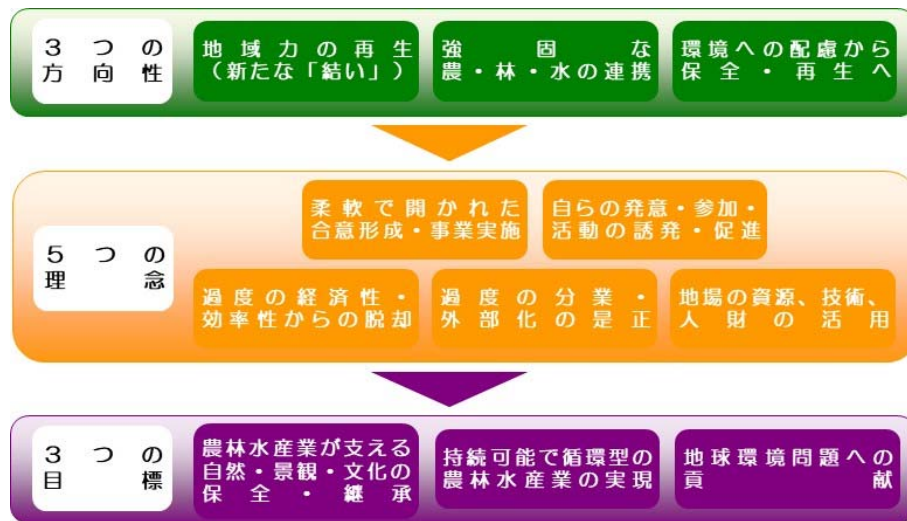 3つの
方向性
地域力の再生
（新たな「結い」）
強固な
農・林・水の連携
環境への配慮から
保全・再生へ
5つの
理念
柔軟で開かれた
合意形成・事業実施
自らの発意・参加・
活動の誘発・促進
過度の経済性・
効率性からの脱却
過度の分業・
外部化の是正
地場の資源、技術、
人財の活用
3つの
目標
農林水産業が支える
自然・景観・文化の
保全・継承
持続可能で循環型の
農林水産業の実現
地球環境問題への
貢献